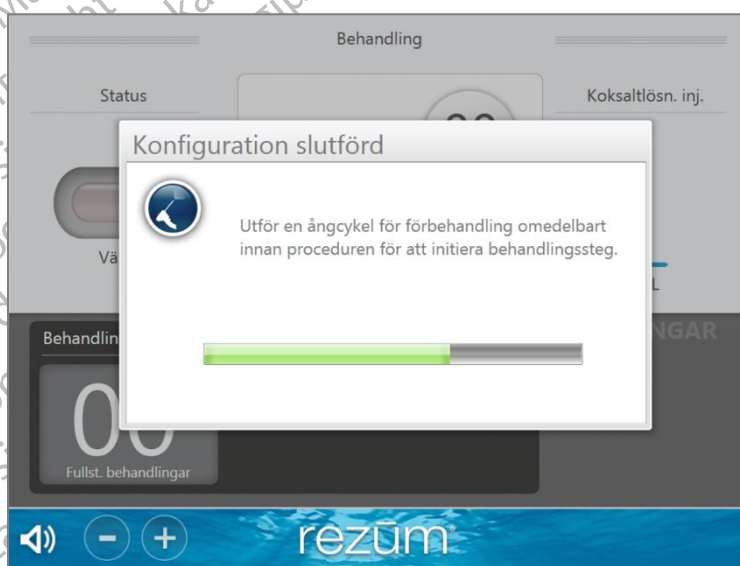 Behandling
Status
Koksaltlösn. inj.
Konfiguration slutförd
Utför en ångcykel för förbehandling omedelbart
innan proceduren för att initiera behandlingssteg.
Fullst. behandlingar
rezūm